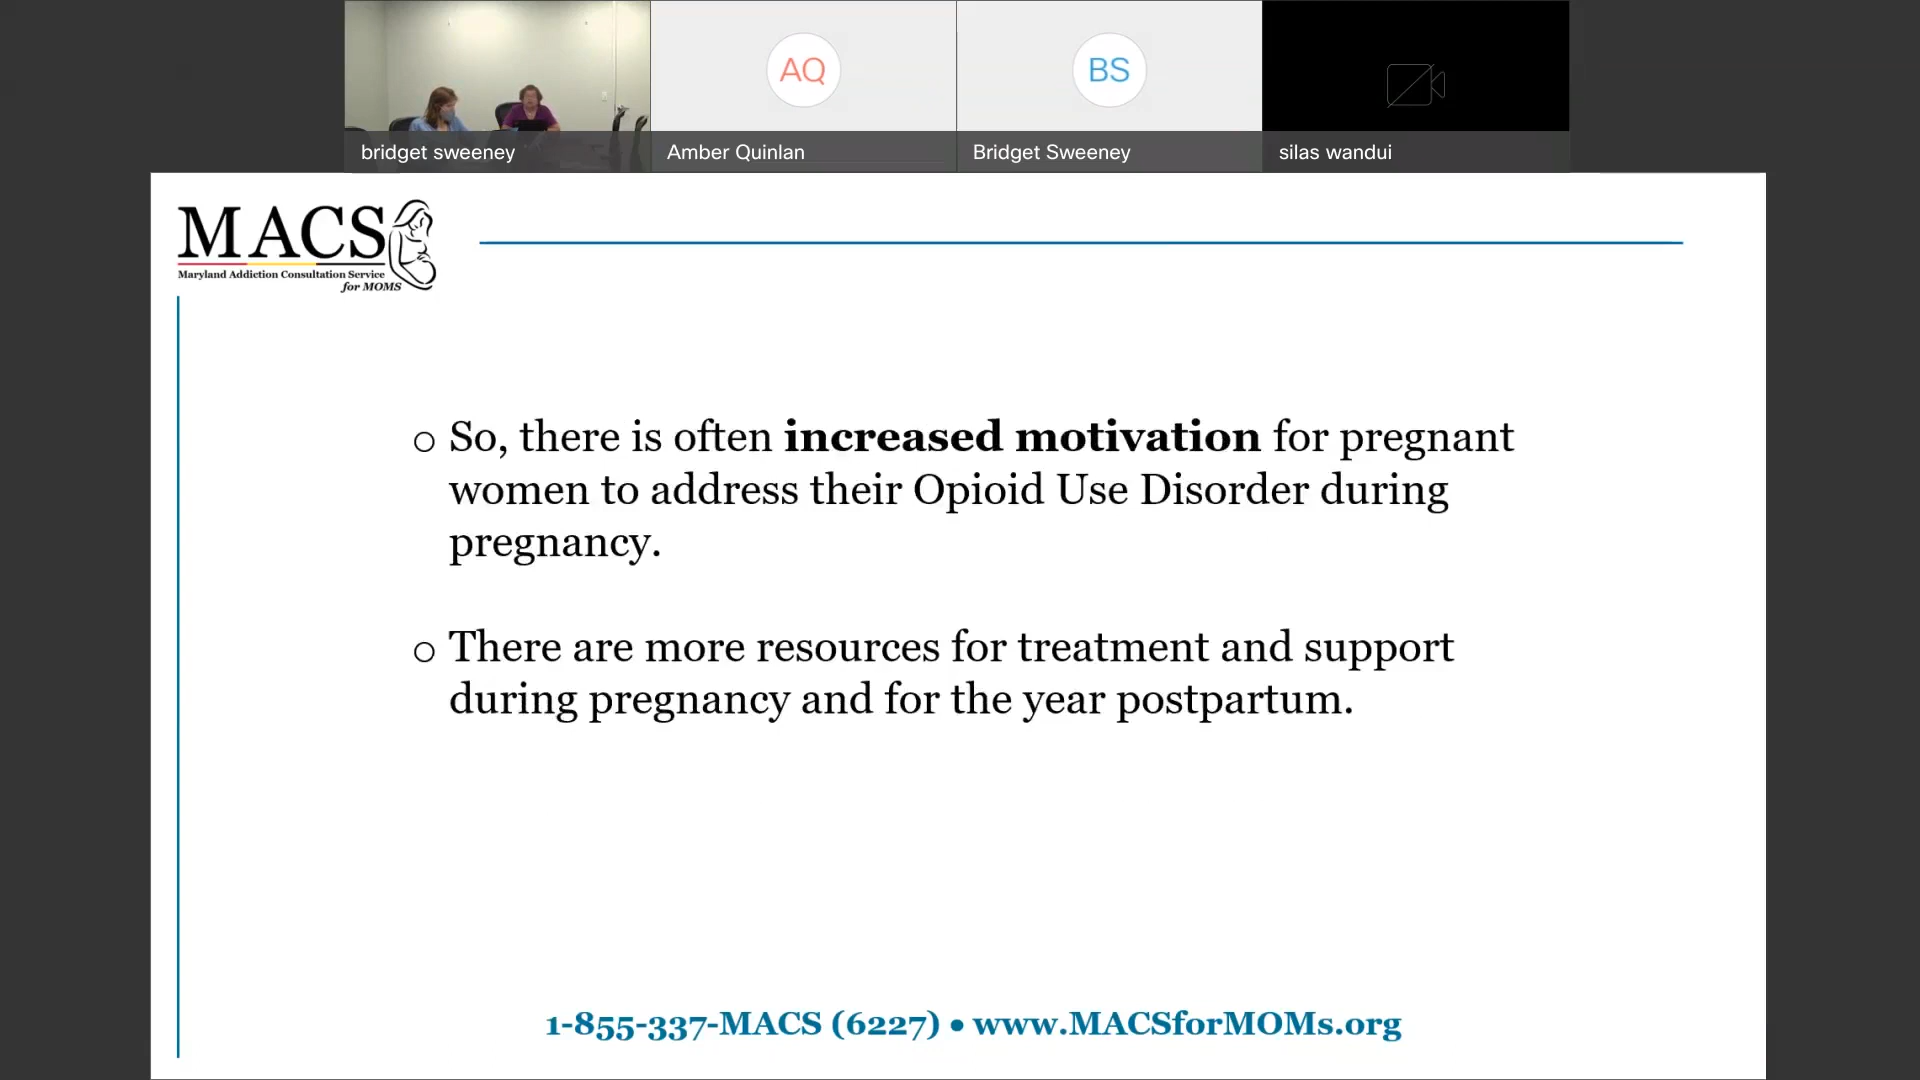 AQ
BS
bridget sweeney
Amber Quinlan
Bridget Sweeney
silas wandui
MACS
Maryland Addiction Consultation Service
for MOMS
o So, there is often increased motivation for pregnant
women to address their Opioid Use Disorder during
pregnancy.
o There are more resources for treatment and support
during pregnancy and for the year postpartum.
1-855-337-MACS (6227) • www.MACSforMOMs.org